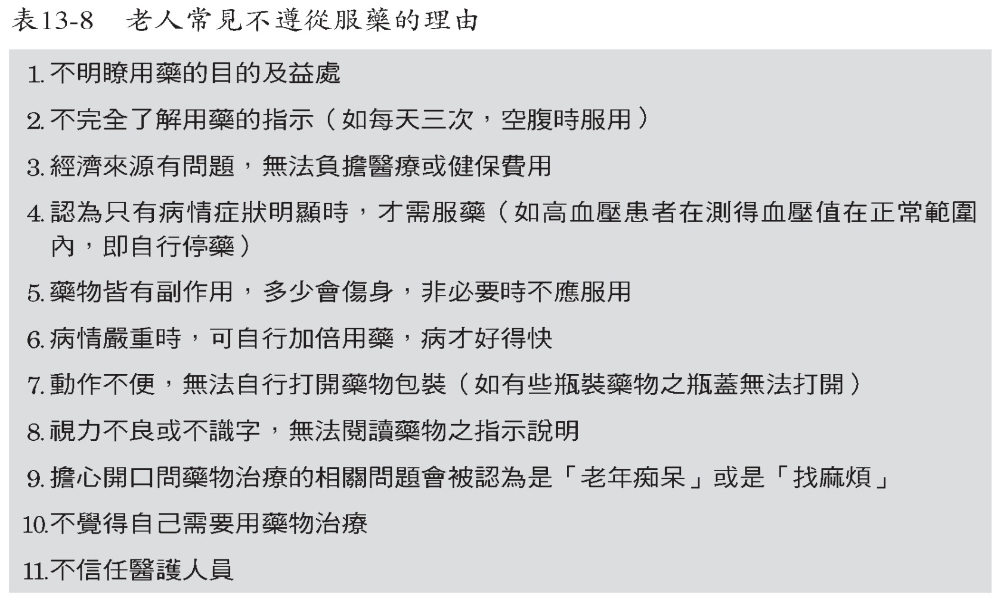 表13-8　老人常見不遵從服藥的理由
1. 不明瞭用藥的目的及益處
2. 不完全了解用藥的指示（如每天三次，空腹時服用）
3. 經濟來源有問題，無法負擔醫療或健保費用
4. 認為只有病情症狀明顯時，才需服藥（如高血壓患者在測得血壓值在正常範圍
內，即自行停藥）
5. 藥物皆有副作用，多少會傷身，非必要時不應服用
6. 病情嚴重時，可自行加倍用藥，病才好得快
7. 動作不便，無法自行打開藥物包裝（如有些瓶裝藥物之瓶蓋無法打開）
8. 視力不良或不識字，無法閱讀藥物之指示說明
9. 擔心開口問藥物治療的相關問題會被認為是「老年痴呆」或是「找麻煩」
10. 不覺得自己需要用藥物治療
11. 不信任醫護人員